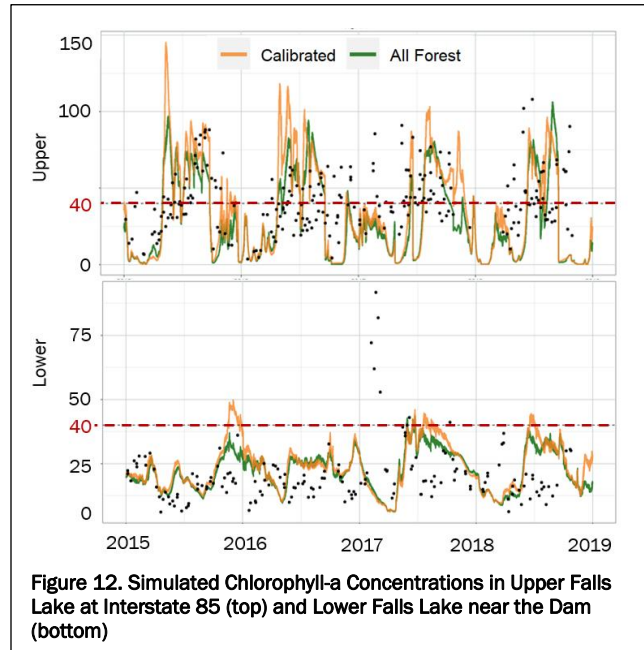 Calibrated
All Forest
150
100
40
0
Upper
75
50
40
25
0
Lower
2015
2016
2017
2018
2019
Figure 12. Simulated Chlorophyll-a Concentrations in Upper Falls
Lake at Interstate 85 (top) and Lower Falls Lake near the Dam
(bottom)